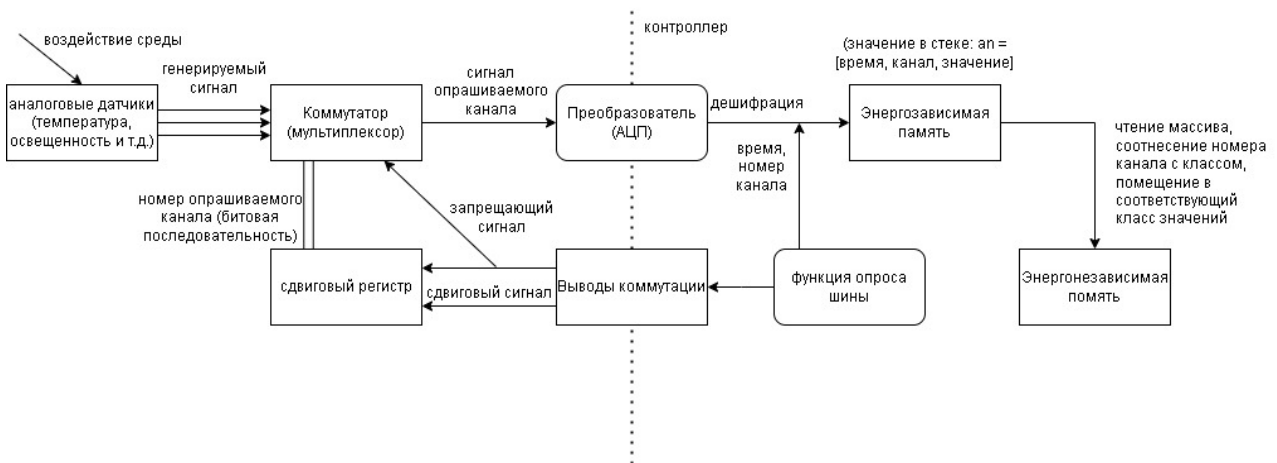 воздействие среды
контроллер
генерируемый
сигнал
аналоговые датчики
(температура,
освещенность и т.д.)
Коммутатор
(мультиплексор)
сигнал
опрашиваемого
канала
Преобразователь
(АЦП)
дешифрация
время,
номер
канала
(значение в стеке: an =
[время, канал, значение]
Энергозависимая
память
чтение массива,
соотнесение номера
канала с классом,
помещение в
соответствующий
класс значений
номер опрашиваемого
канала (битовая
последовательность)
запрещающий
сигнал
сдвиговый регистр
сдвиговый сигнал
Выводы коммутации
функция опроса
шины
Энергонезависимая
помять